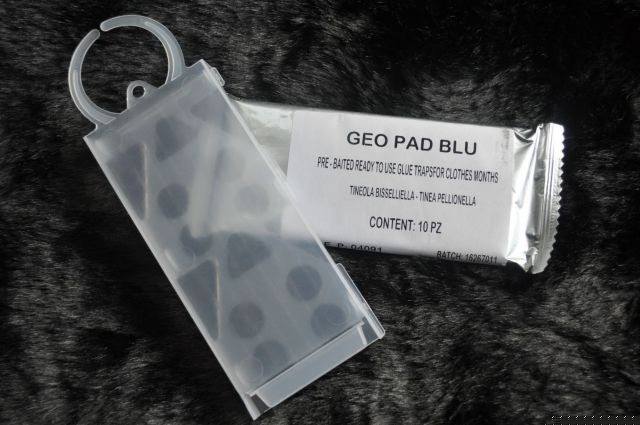 GEO PAD BLU
PRE - BAITED READY TO USE GLUE TRAPSFOR CLOTHES MONTHS
TINEOLA BISSELLIELLA - TINEA PELLIONELLA
CONTENT: 10 PZ
E P 04091 BATCH: 16267011